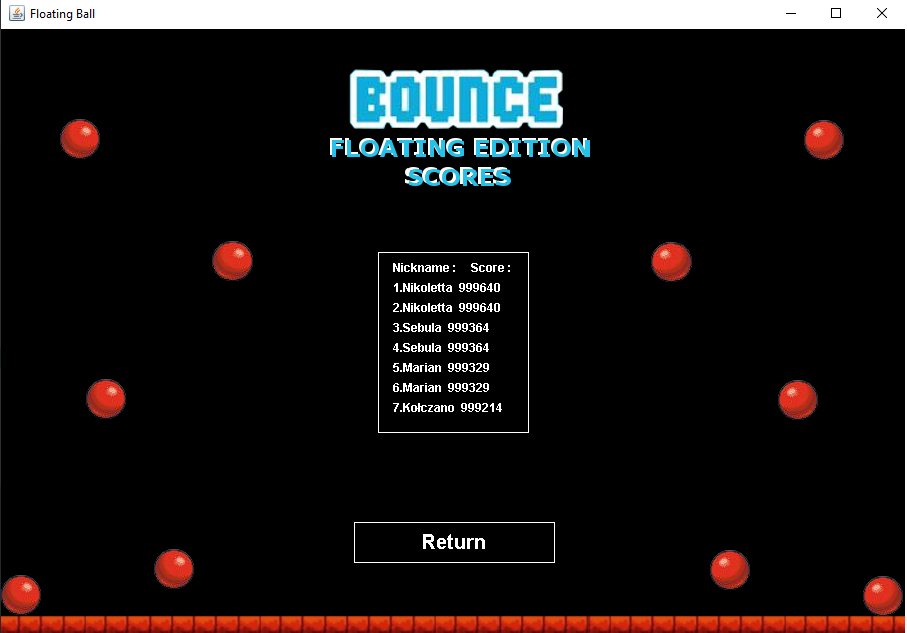 Floating Ball
BOUNCE
FLOATING EDITION
SCORES
Nickname : Score :
1.Nikoletta 999640
2.Nikoletta 999640
3.Sebula 999364
4.Sebula 999364
5.Marian 999329
6.Marian 999329
7.Kołczano 999214
Return